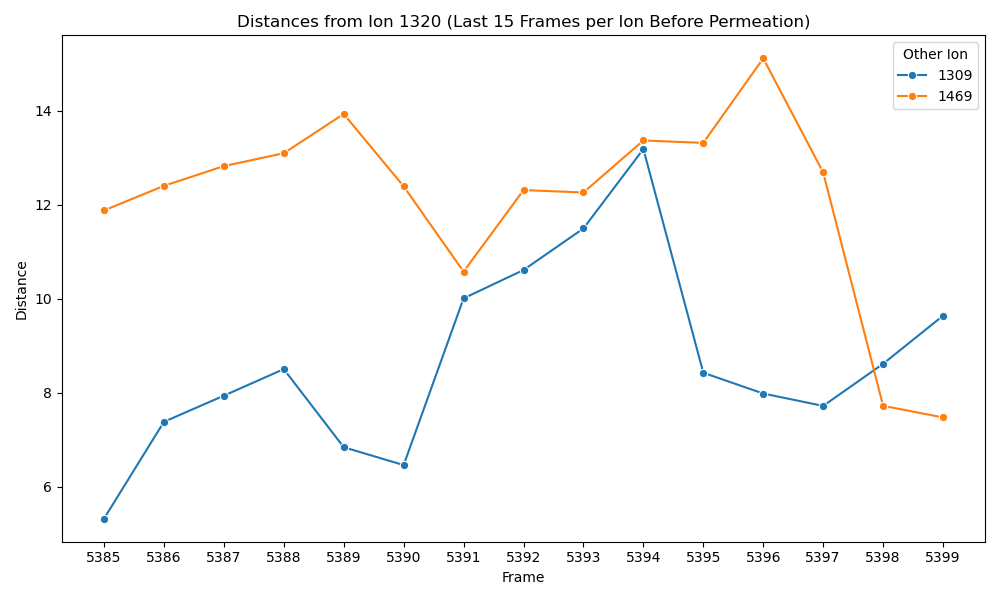 Distances from Ion 1320 (Last 15 Frames per Ion Before Permeation)
Other Ion
1309
1469
Distance
14
12
10
8
6
5385 5386 5387 5388 5389 5390 5391 5392 5393 5394 5395 5396 5397 5398 5399
Frame